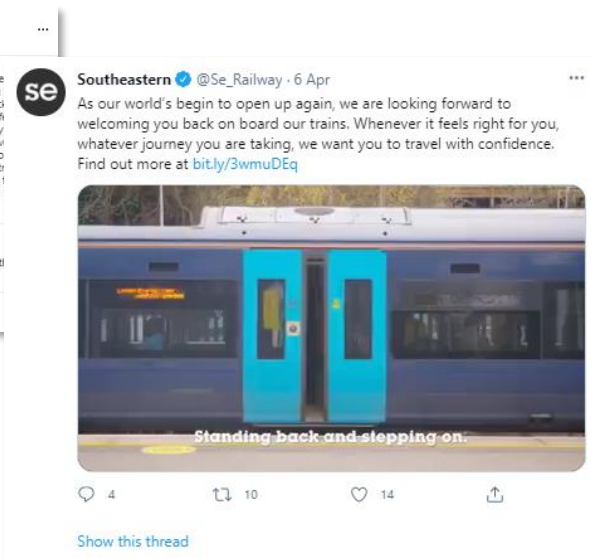 ...
Southeastern @Se_Railway · 6 Apr ...
se
As our world's begin to open up again, we are looking forward to
welcoming you back on board our trains. Whenever it feels right for you,
whatever journey you are taking, we want you to travel with confidence.
Find out more at bit.ly/3wmuDEq
Standing back and stepping on.
4 10 14
Show this thread